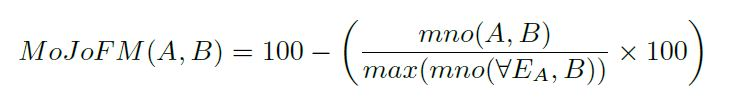 MoJoFM(A, B) = 100 − ( mno(A, B) / max(mno(∀E_A, B)) × 100 )